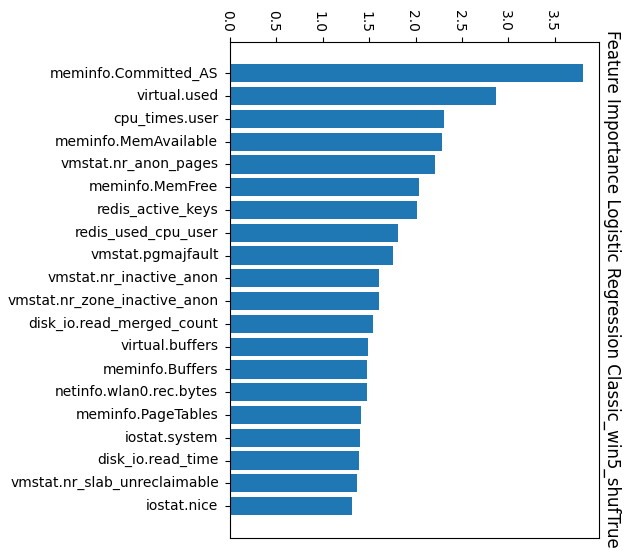 Feature Importance Logistic Regression Classic_win5_shufTrue
0.0
0.5
1.0
1.5
2.0
2.5
3.0
3.5
meminfo.Committed_AS
virtual.used
cpu_times.user
meminfo.MemAvailable
vmstat.nr_anon_pages
meminfo.MemFree
redis_active_keys
redis_used_cpu_user
vmstat.pgmajfault
vmstat.nr_inactive_anon
vmstat.nr_zone_inactive_anon
disk_io.read_merged_count
virtual.buffers
meminfo.Buffers
netinfo.wlan0.rec.bytes
meminfo.PageTables
iostat.system
disk_io.read_time
vmstat.nr_slab_unreclaimable
iostat.nice